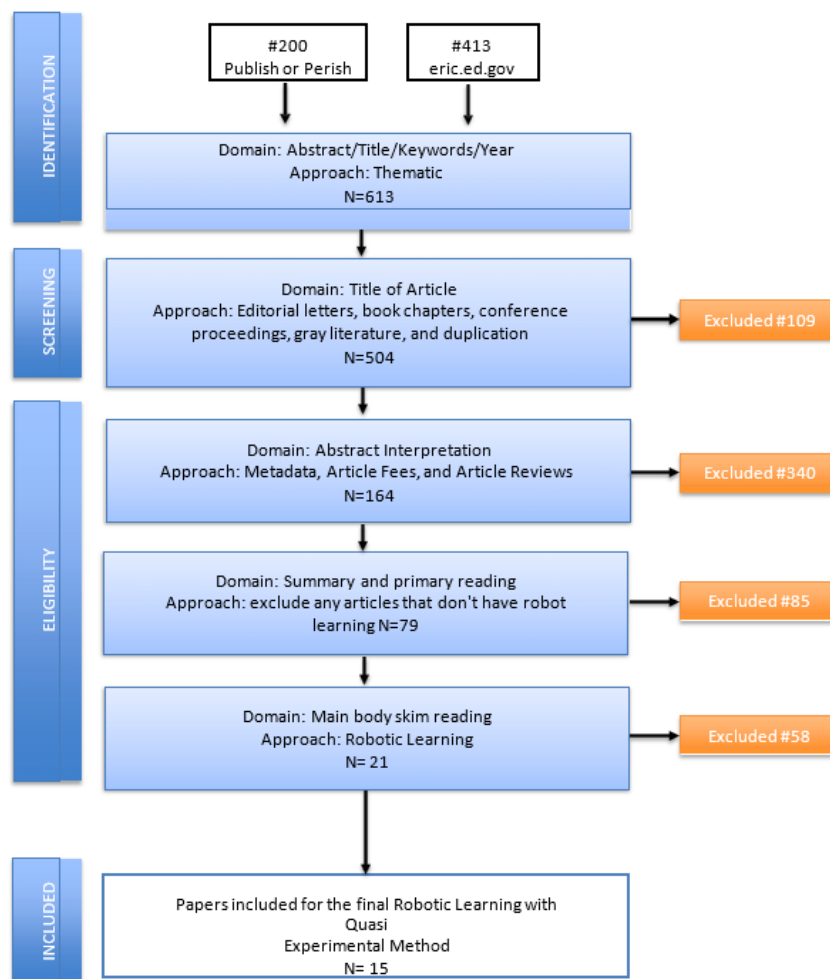 #200
Publish or Perish
#413
eric.ed.gov
IDENTIFICATION
Domain: Abstract/Title/Keywords/Year
Approach: Thematic
N=613
SCREENING
Domain: Title of Article
Approach: Editorial letters, book chapters, conference
proceedings, gray literature, and duplication
N=504
Excluded #109
ELIGIBILITY
Domain: Abstract Interpretation
Approach: Metadata, Article Fees, and Article Reviews
N=164
Excluded #340
Domain: Summary and primary reading
Approach: exclude any articles that don't have robot
learning N=79
Excluded #85
Domain: Main body skim reading
Approach: Robotic Learning
N= 21
Excluded #58
INCLUDED
Papers included for the final Robotic Learning with
Quasi
Experimental Method
N= 15